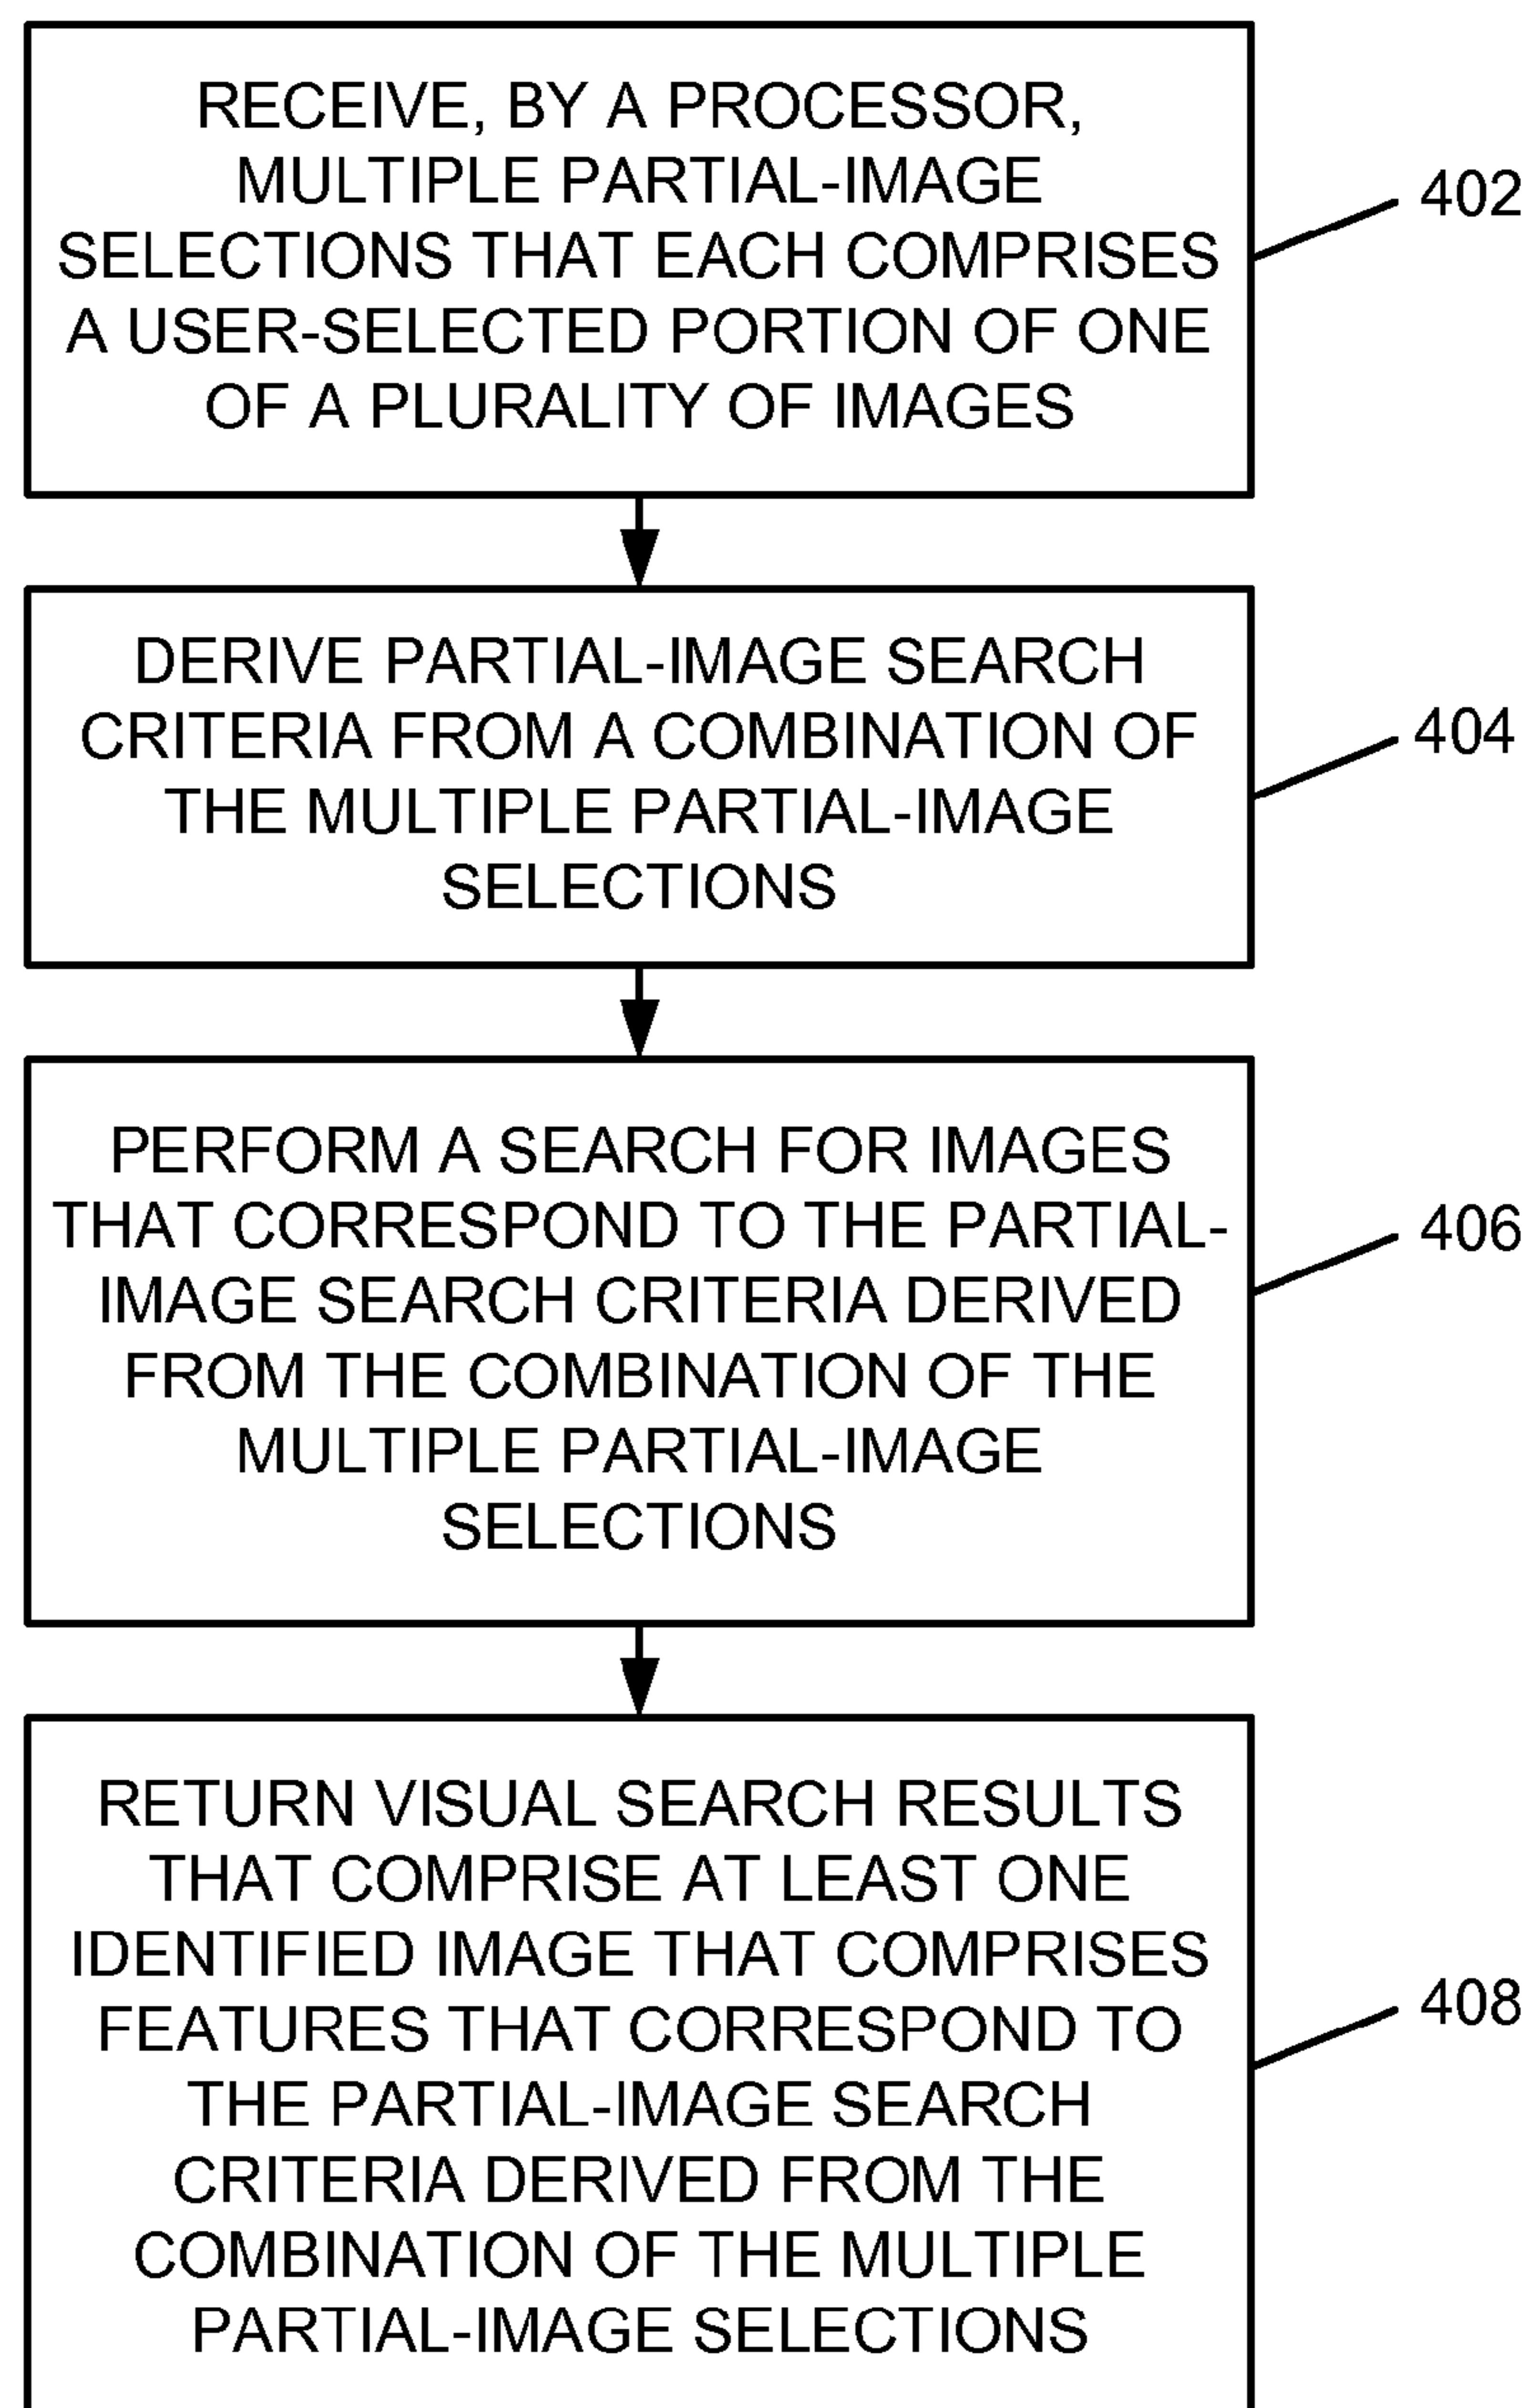 RECEIVE, BY A PROCESSOR,
MULTIPLE PARTIAL-IMAGE
SELECTIONS THAT EACH COMPRISES
A USER-SELECTED PORTION OF ONE
OF A PLURALITY OF IMAGES
402
DERIVE PARTIAL-IMAGE SEARCH
CRITERIA FROM A COMBINATION OF
THE MULTIPLE PARTIAL-IMAGE
SELECTIONS
404
PERFORM A SEARCH FOR IMAGES
THAT CORRESPOND TO THE PARTIAL-
IMAGE SEARCH CRITERIA DERIVED
FROM THE COMBINATION OF THE
MULTIPLE PARTIAL-IMAGE
SELECTIONS
406
RETURN VISUAL SEARCH RESULTS
THAT COMPRISE AT LEAST ONE
IDENTIFIED IMAGE THAT COMPRISES
FEATURES THAT CORRESPOND TO
THE PARTIAL-IMAGE SEARCH
CRITERIA DERIVED FROM THE
COMBINATION OF THE MULTIPLE
PARTIAL-IMAGE SELECTIONS
408